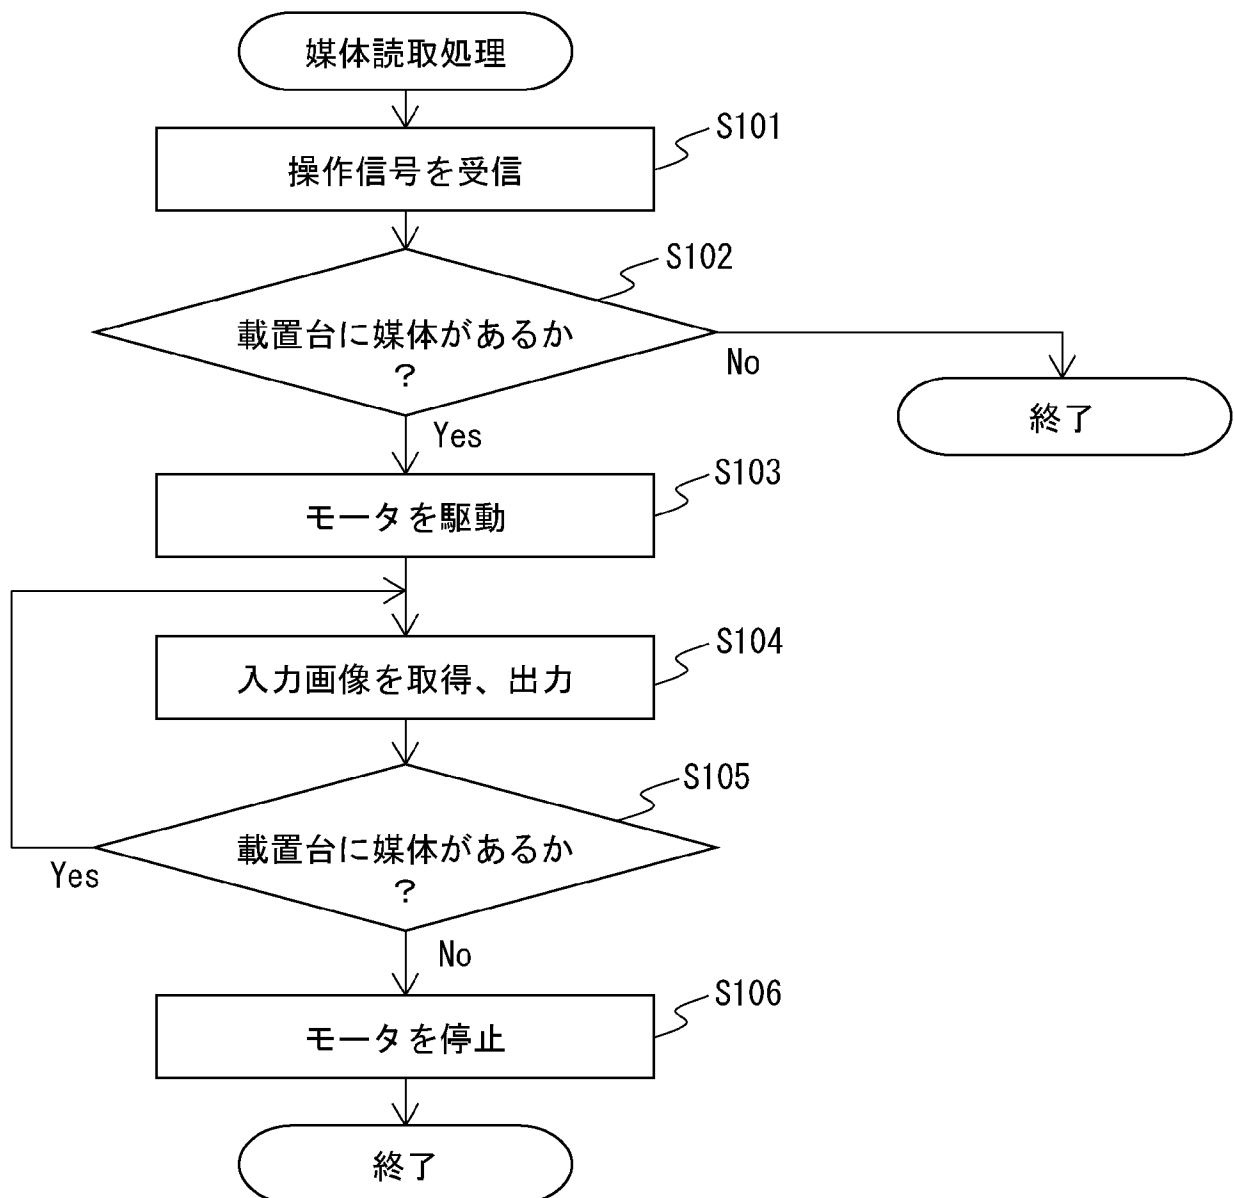 媒体読取処理
S101
操作信号を受信
S102
載置台に媒体があるか
？
No
終了
Yes
S103
モータを駆動
S104
入力画像を取得、出力
S105
載置台に媒体があるか
？
Yes
No
S106
モータを停止
終了